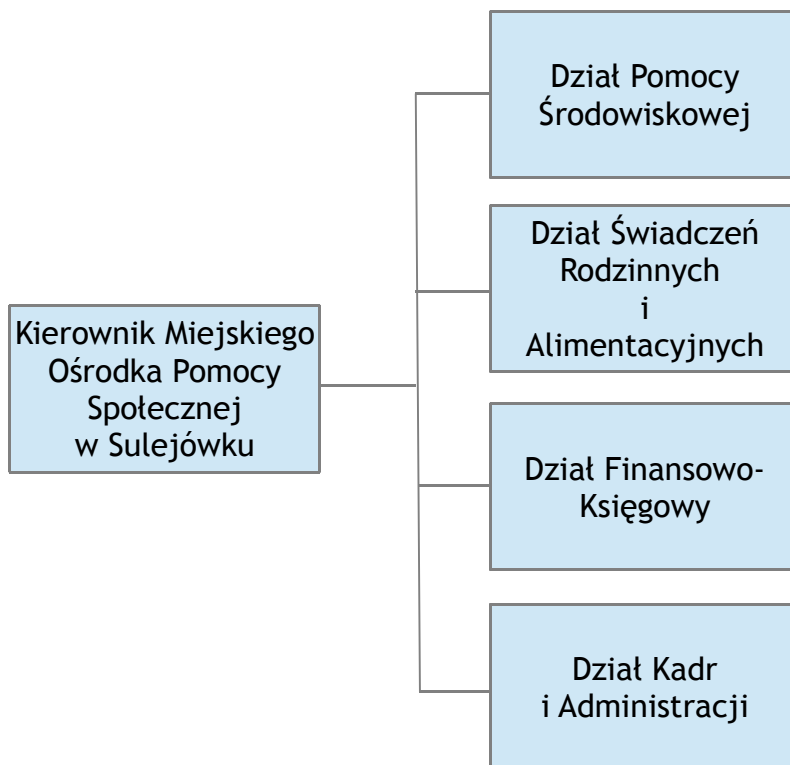 Dział Pomocy
Środowiskowej
Dział Świadczeń
Rodzinnych
i
Alimentacyjnych
Kierownik Miejskiego
Ośrodka Pomocy
Społecznej
w Sulejówku
Dział Finansowo-
Księgowy
Dział Kadr
i Administracji